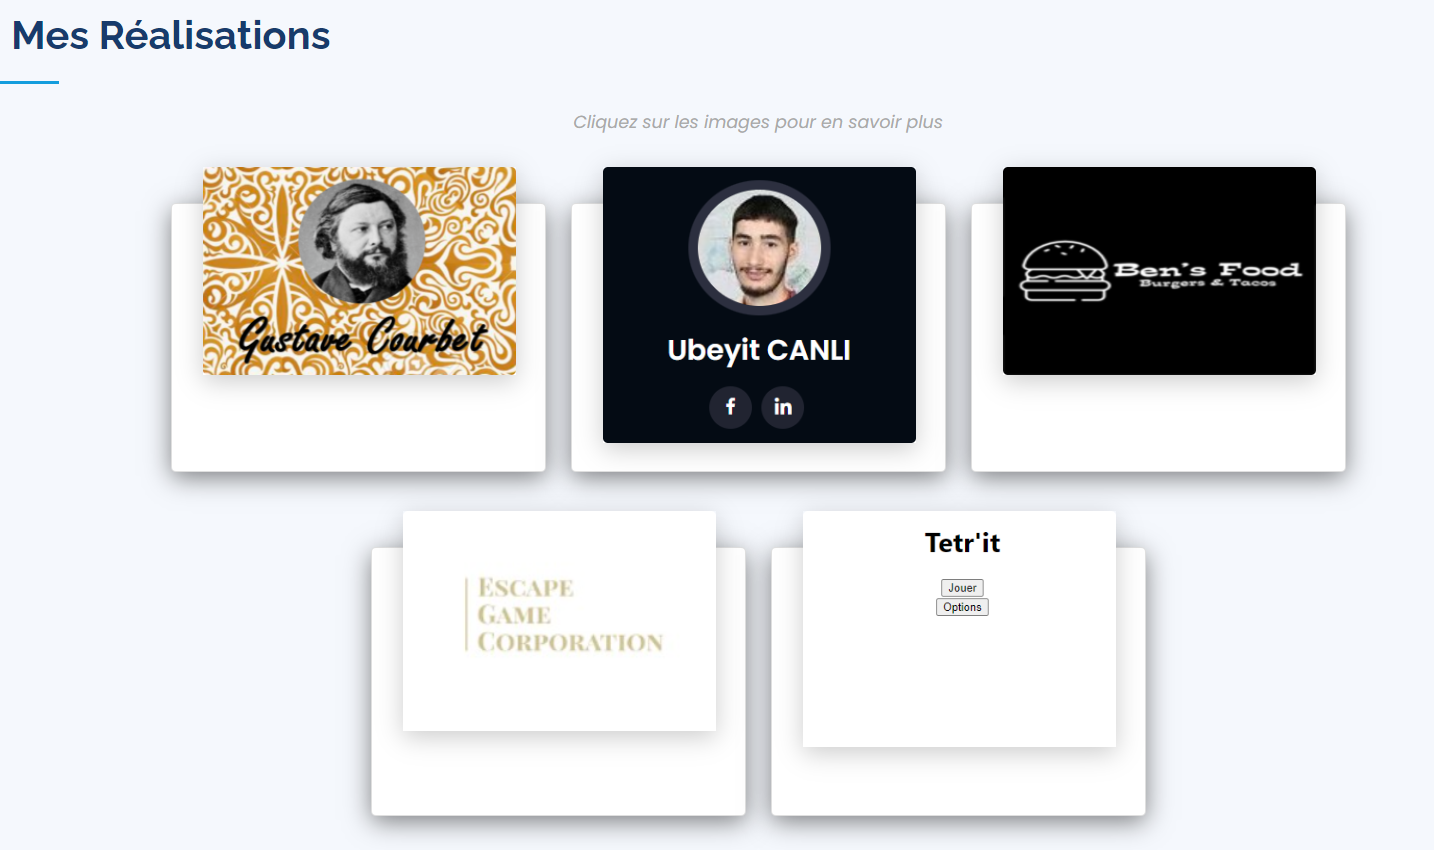 Mes Réalisations
Cliquez sur les images pour en savoir plus
Gustave Courbet
Ubeyit CANLI
f
in
Ben's Food
Burgers & Tacos
ESCAPE
GAME
CORPORATION
Tetr'it
Jouer
Options